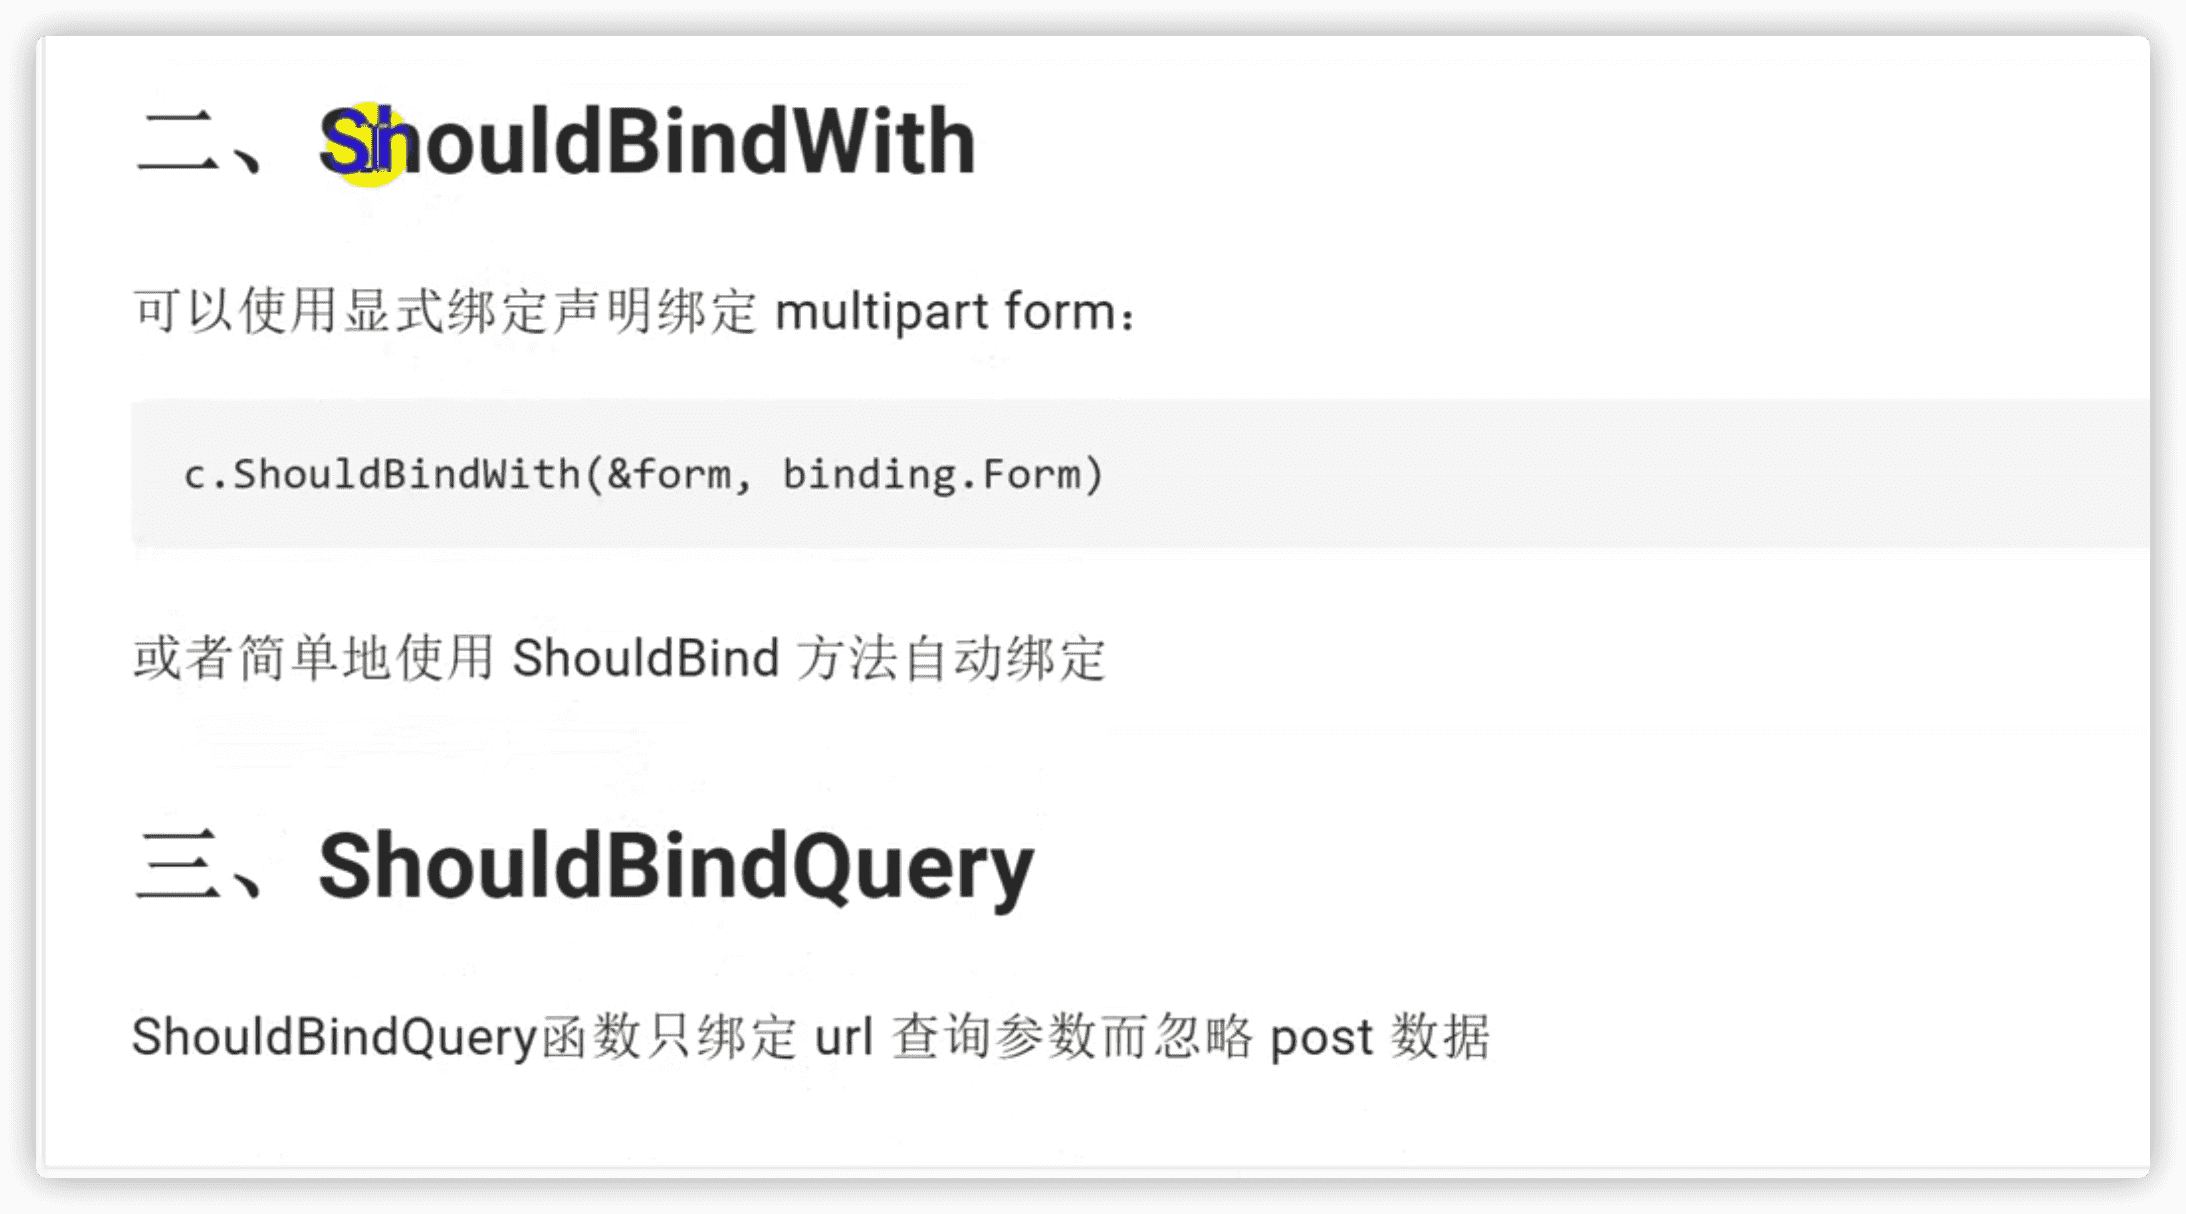 二、ShouldBindWith
可以使用显式绑定声明绑定 multipart form：
c.ShouldBindWith(&form, binding.Form)
或者简单地使用 ShouldBind 方法自动绑定
三、ShouldBindQuery
ShouldBindQuery函数只绑定 url 查询参数而忽略 post 数据